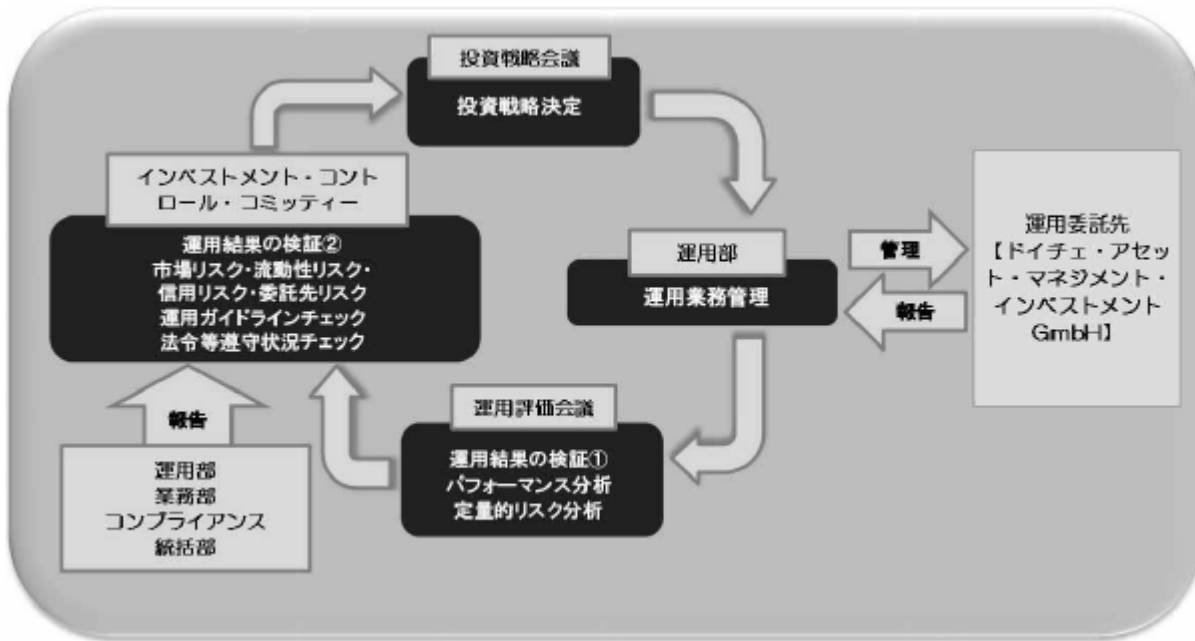 投資戦略会議
投資戦略決定
インベストメント・コント
ロール・コミッティー
運用結果の検証②
市場リスク・流動性リスク・
信用リスク・委託先リスク
運用ガイドラインチェック
法令等遵守状況チェック
運用部
運用業務管理
管理
報告
運用委託先
【ドイチェ・アセッ
ト・マネジメント・
インベストメント
GmbH】
運用評価会議
運用結果の検証①
パフォーマンス分析
定量的リスク分析
報告
運用部
業務部
コンプライアンス
統括部